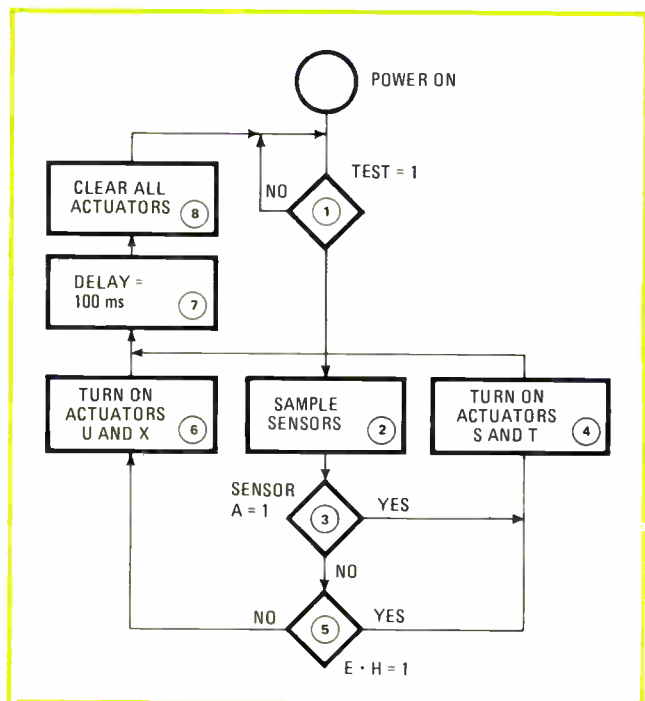 POWER ON
TEST = 1
NO
1
CLEAR ALL
ACTUATORS 8
DELAY =
100 ms 7
TURN ON
ACTUATORS
U AND X 6
SAMPLE
SENSORS 2
TURN ON
ACTUATORS
S AND T 4
SENSOR
A = 1
3
YES
NO
NO
5
YES
E · H = 1